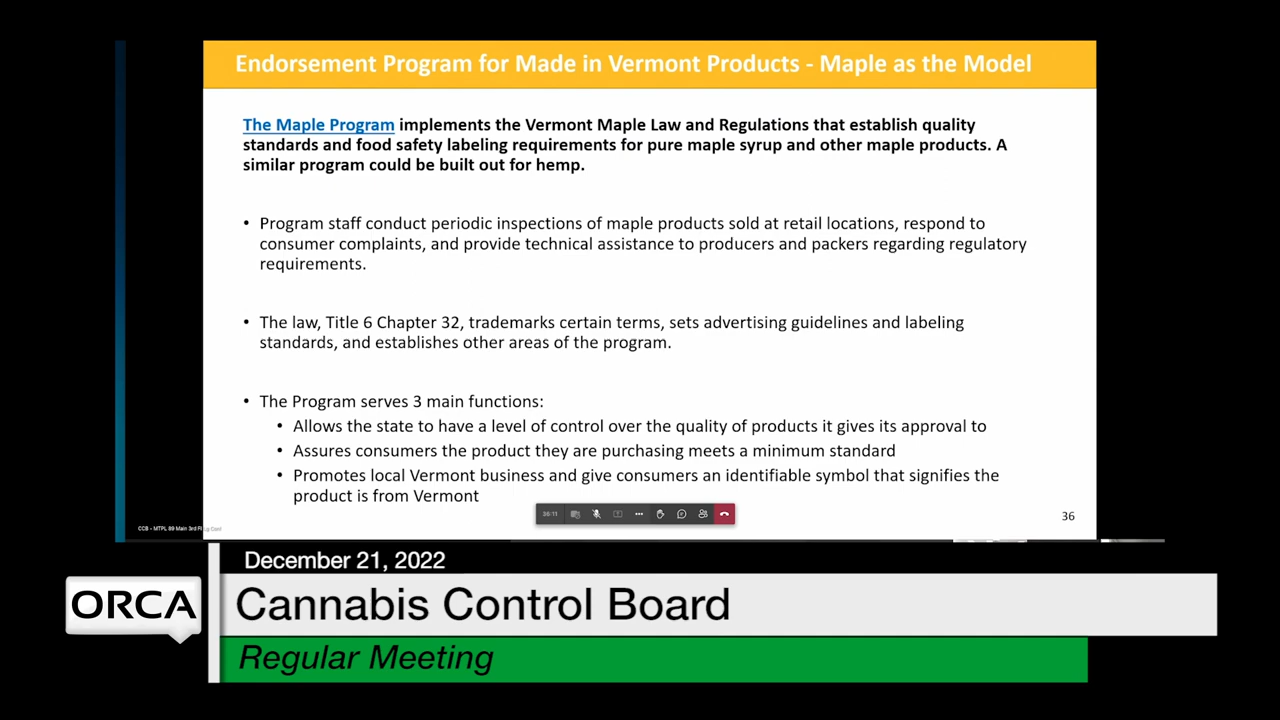 Endorsement Program for Made in Vermont Products - Maple as the Model
The Maple Program implements the Vermont Maple Law and Regulations that establish quality
standards and food safety labeling requirements for pure maple syrup and other maple products. A
similar program could be built out for hemp.
• Program staff conduct periodic inspections of maple products sold at retail locations, respond to
consumer complaints, and provide technical assistance to producers and packers regarding regulatory
requirements.
• The law, Title 6 Chapter 32, trademarks certain terms, sets advertising guidelines and labeling
standards, and establishes other areas of the program.
• The Program serves 3 main functions:
• Allows the state to have a level of control over the quality of products it gives its approval to
• Assures consumers the product they are purchasing meets a minimum standard
• Promotes local Vermont business and give consumers an identifiable symbol that signifies the
product is from Vermont
36:11
36
CCB - MTPL 89 Main 3rd
December 21, 2022
ORCA
Cannabis Control Board
Regular Meeting